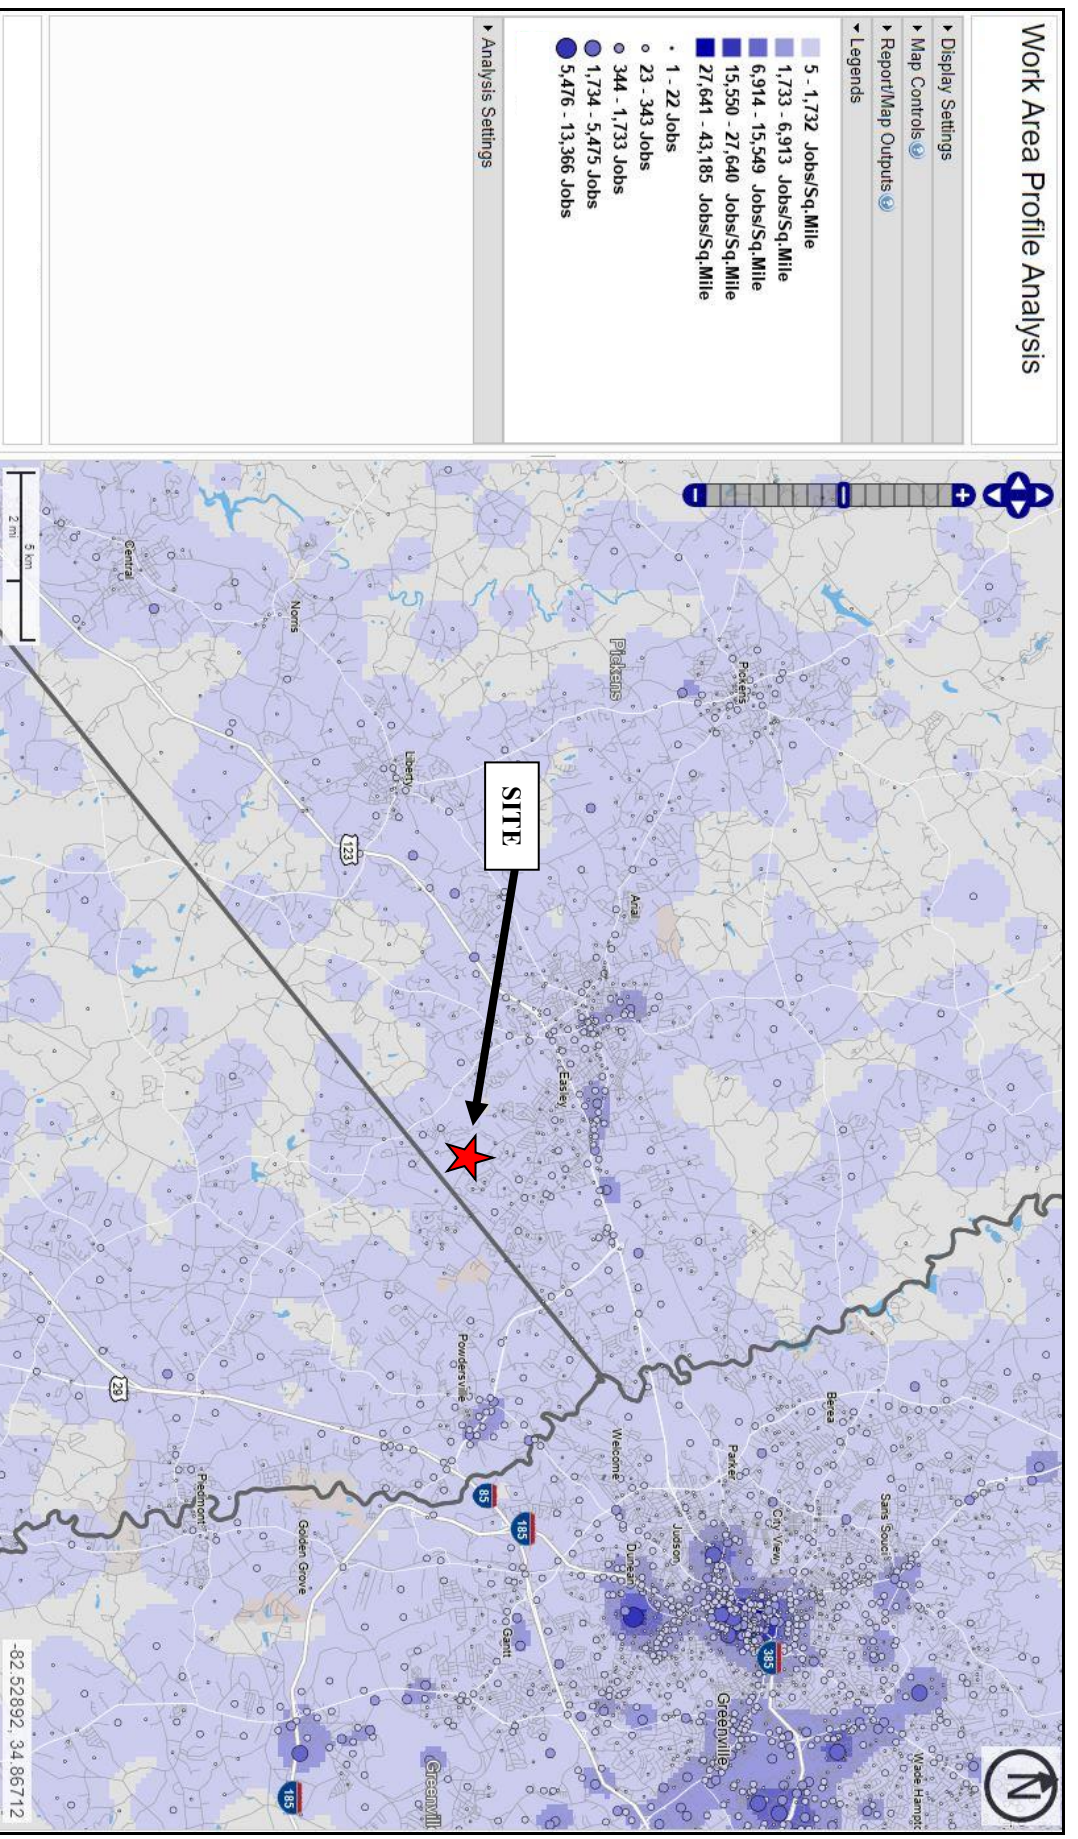 Work Area Profile Analysis
Display Settings
Map Controls
Report/Map Outputs
Legends
5 - 1,732 Jobs/Sq.Mile
1,733 - 6,913 Jobs/Sq.Mile
6,914 - 15,549 Jobs/Sq.Mile
15,550 - 27,640 Jobs/Sq.Mile
27,641 - 43,185 Jobs/Sq.Mile
1 - 22 Jobs
23 - 343 Jobs
344 - 1,733 Jobs
1,734 - 5,475 Jobs
5,476 - 13,366 Jobs
Analysis Settings
N
Wade Hampt
Sans Souci
Berea
City View
385
Pickens
Parker
Greenville
Judson
Arial
Pickens
Welcome
Dunean
Easley
SITE
185
Gantt
85
Powdersville
Liberty
Greenvill
123
Norris
Golden Grove
185
Piedmont
Central
29
5 km
2 mi
-82.52892, 34.86712